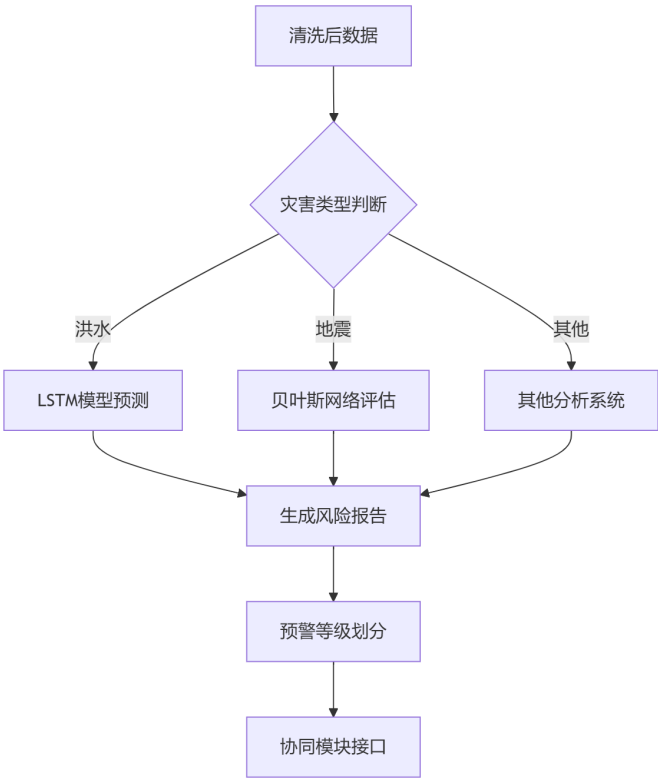 清洗后数据
灾害类型判断
洪水
地震
其他
LSTM模型预测
贝叶斯网络评估
其他分析系统
生成风险报告
预警等级划分
协同模块接口